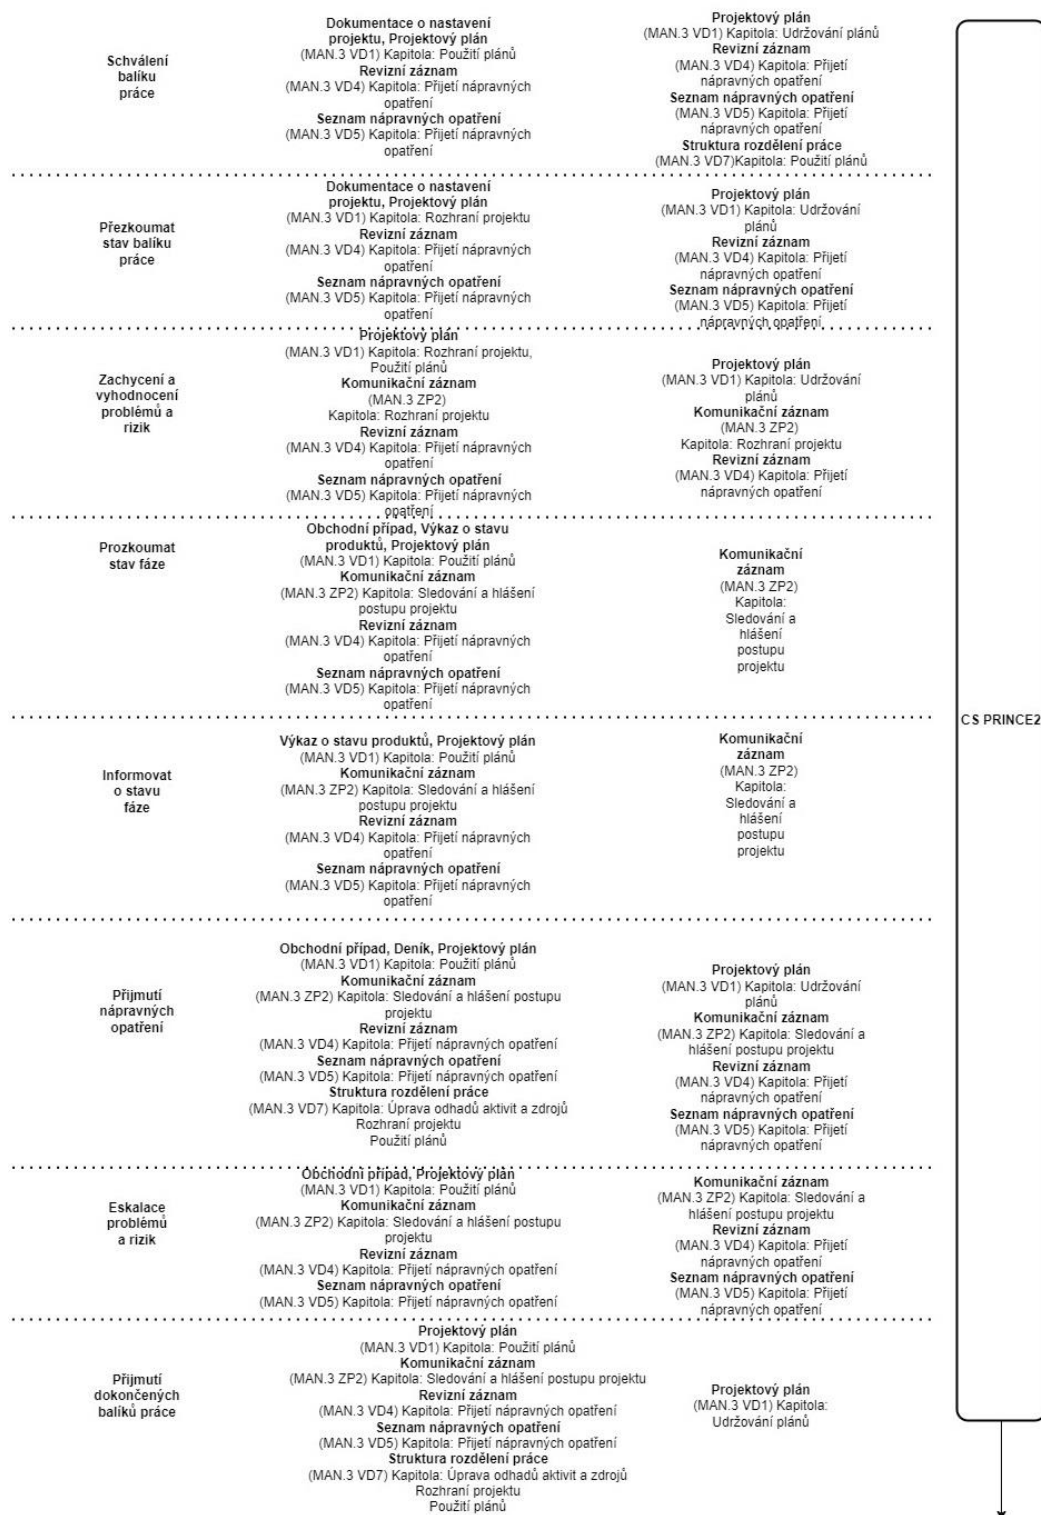 Schválení
balíku
práce
Dokumentace o nastavení
projektu, Projektový plán
(MAN.3 VD1) Kapitola: Použití plánů
Revizní záznam
(MAN.3 VD4) Kapitola: Přijetí nápravných
opatření
Seznam nápravných opatření
(MAN.3 VD5) Kapitola: Přijetí nápravných
opatření
Projektový plán
(MAN.3 VD1) Kapitola: Udržování plánů
Revizní záznam
(MAN.3 VD4) Kapitola: Přijetí
nápravných opatření
Seznam nápravných opatření
(MAN.3 VD5) Kapitola: Přijetí
nápravných opatření
Struktura rozdělení práce
(MAN.3 VD7)Kapitola: Použití plánů
Přezkoumat
stav balíku
práce
Dokumentace o nastavení
projektu, Projektový plán
(MAN.3 VD1) Kapitola: Rozhraní projektu
Revizní záznam
(MAN.3 VD4) Kapitola: Přijetí nápravných
opatření
Seznam nápravných opatření
(MAN.3 VD5) Kapitola: Přijetí nápravných
opatření
Projektový plán
(MAN.3 VD1) Kapitola: Udržování
plánů
Revizní záznam
(MAN.3 VD4) Kapitola: Přijetí
nápravných opatření
Seznam nápravných opatření
(MAN.3 VD5) Kapitola: Přijetí
nápravných opatření
Zachycení a
vyhodnocení
problémů a
rizik
Projektový plán
(MAN.3 VD1) Kapitola: Rozhraní projektu,
Použití plánů
Komunikační záznam
(MAN.3 ZP2)
Kapitola: Rozhraní projektu
Revizní záznam
(MAN.3 VD4) Kapitola: Přijetí nápravných
opatření
Seznam nápravných opatření
(MAN.3 VD5) Kapitola: Přijetí nápravných
opatření
Projektový plán
(MAN.3 VD1) Kapitola: Udržování
plánů
Komunikační záznam
(MAN.3 ZP2)
Kapitola: Rozhraní projektu
Revizní záznam
(MAN.3 VD4) Kapitola: Přijetí
nápravných opatření
Prozkoumat
stav fáze
Obchodní případ, Výkaz o stavu
produktů, Projektový plán
(MAN.3 VD1) Kapitola: Použití plánů
Komunikační záznam
(MAN.3 ZP2) Kapitola: Sledování a hlášení
postupu projektu
Revizní záznam
(MAN.3 VD4) Kapitola: Přijetí nápravných
opatření
Seznam nápravných opatření
(MAN.3 VD5) Kapitola: Přijetí nápravných
opatření
Komunikační
záznam
(MAN.3 ZP2)
Kapitola:
Sledování a
hlášení
postupu
projektu
CS PRINCE2
Informovat
o stavu
fáze
Výkaz o stavu produktů, Projektový plán
(MAN.3 VD1) Kapitola: Použití plánů
Komunikační záznam
(MAN.3 ZP2) Kapitola: Sledování a hlášení
postupu projektu
Revizní záznam
(MAN.3 VD4) Kapitola: Přijetí nápravných
opatření
Seznam nápravných opatření
(MAN.3 VD5) Kapitola: Přijetí nápravných
opatření
Komunikační
záznam
(MAN.3 ZP2)
Kapitola:
Sledování a
hlášení
postupu
projektu
Přijmutí
nápravných
opatření
Obchodní případ, Deník, Projektový plán
(MAN.3 VD1) Kapitola: Použití plánů
Komunikační záznam
(MAN.3 ZP2) Kapitola: Sledování a hlášení postupu
projektu
Revizní záznam
(MAN.3 VD4) Kapitola: Přijetí nápravných opatření
Seznam nápravných opatření
(MAN.3 VD5) Kapitola: Přijetí nápravných opatření
Struktura rozdělení práce
(MAN.3 VD7) Kapitola: Úprava odhadů aktivit a zdrojů
Rozhraní projektu
Použití plánů
Projektový plán
(MAN.3 VD1) Kapitola: Udržování
plánů
Komunikační záznam
(MAN.3 ZP2) Kapitola: Sledování a
hlášení postupu projektu
Revizní záznam
(MAN.3 VD4) Kapitola: Přijetí
nápravných opatření
Seznam nápravných opatření
(MAN.3 VD5) Kapitola: Přijetí
nápravných opatření
Eskalace
problémů
a rizik
Obchodní případ, Projektový plán
(MAN.3 VD1) Kapitola: Použití plánů
Komunikační záznam
(MAN.3 ZP2) Kapitola: Sledování a hlášení postupu
projektu
Revizní záznam
(MAN.3 VD4) Kapitola: Přijetí nápravných opatření
Seznam nápravných opatření
(MAN.3 VD5) Kapitola: Přijetí nápravných opatření
Komunikační záznam
(MAN.3 ZP2) Kapitola: Sledování a
hlášení postupu projektu
Revizní záznam
(MAN.3 VD4) Kapitola: Přijetí
nápravných opatření
Seznam nápravných opatření
(MAN.3 VD5) Kapitola: Přijetí
nápravných opatření
Přijmutí
dokončených
balíků práce
Projektový plán
(MAN.3 VD1) Kapitola: Použití plánů
Komunikační záznam
(MAN.3 ZP2) Kapitola: Sledování a hlášení postupu projektu
Revizní záznam
(MAN.3 VD4) Kapitola: Přijetí nápravných opatření
Seznam nápravných opatření
(MAN.3 VD5) Kapitola: Přijetí nápravných opatření
Struktura rozdělení práce
(MAN.3 VD7) Kapitola: Úprava odhadů aktivit a zdrojů
Rozhraní projektu
Použití plánů
Projektový plán
(MAN.3 VD1) Kapitola:
Udržování plánů